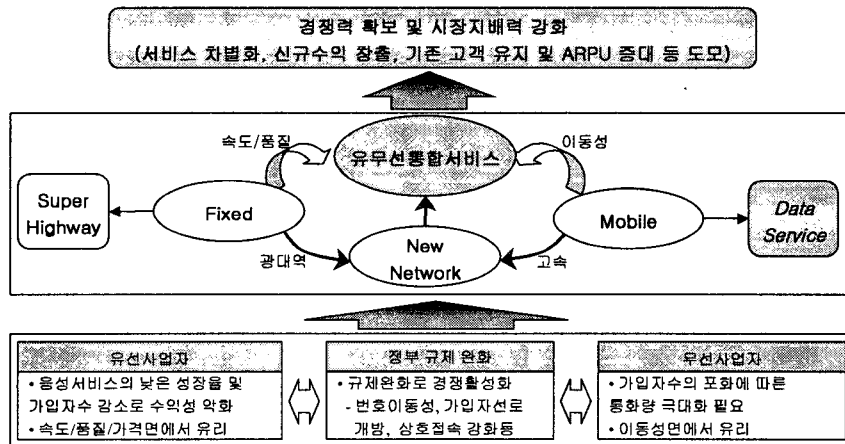 경쟁력 확보 및 시장지배력 강화
(서비스 차별화, 신규수익 창출, 기존 고객 유지 및 ARPU 증대 등 도모)
속도/품질
유무선통합서비스
이동성
Super
Highway
Fixed
Mobile
Data
Service
New
Network
광대역
고속
유선사업자
• 음성서비스의 낮은 성장율 및
가입자수 감소로 수익성 악화
• 속도/품질/가격면에서 유리
정부 규제 완화
• 규제완화로 경쟁활성화
- 번호이동성, 가입자선로
개방, 상호접속 강화등
무선사업자
• 가입자수의 포화에 따른
통화량 극대화 필요
• 이동성면에서 유리